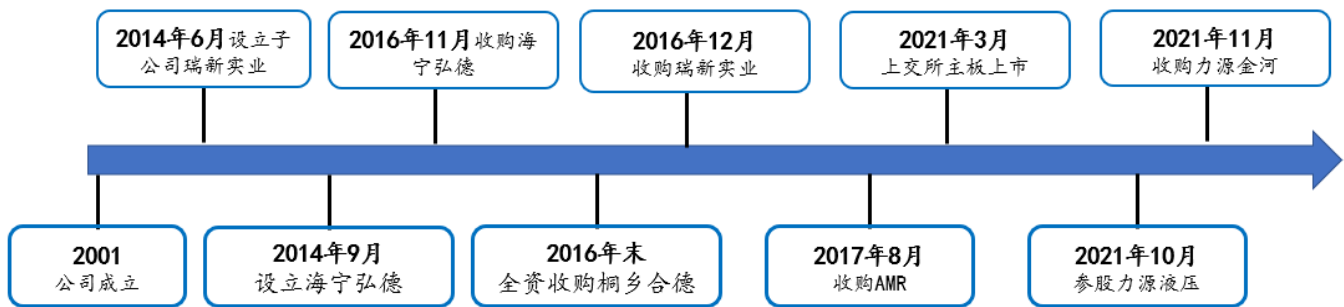 2014年6月设立子
公司瑞新实业
2016年11月收购海
宁弘德
2016年12月
收购瑞新实业
2021年3月
上交所主板上市
2021年11月
收购力源金河
2001
公司成立
2014年9月
设立海宁弘德
2016年末
全资收购桐乡合德
2017年8月
收购AMR
2021年10月
参股力源液压